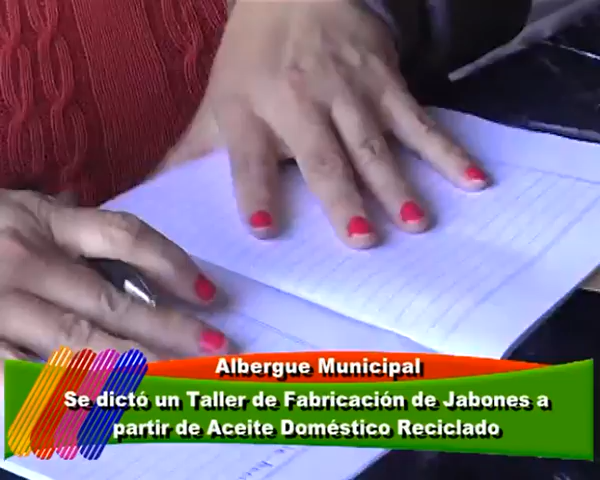 Albergue Municipal
Se dictó un Taller de Fabricación de Jabones a
partir de Aceite Doméstico Reciclado